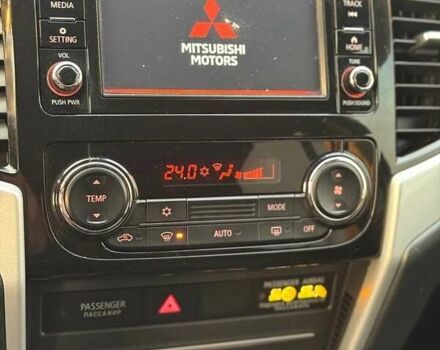 MEDIA
SETTING
VOL
PUSH PWR
MITSUBISHI
MOTORS
TRACK
HOME
TUNE
PUSH SOUND
24.0
TEMP
MODE
AUTO
OFF
PASSENGER
ПАССАЖИР
PASSENGER AIRBAG